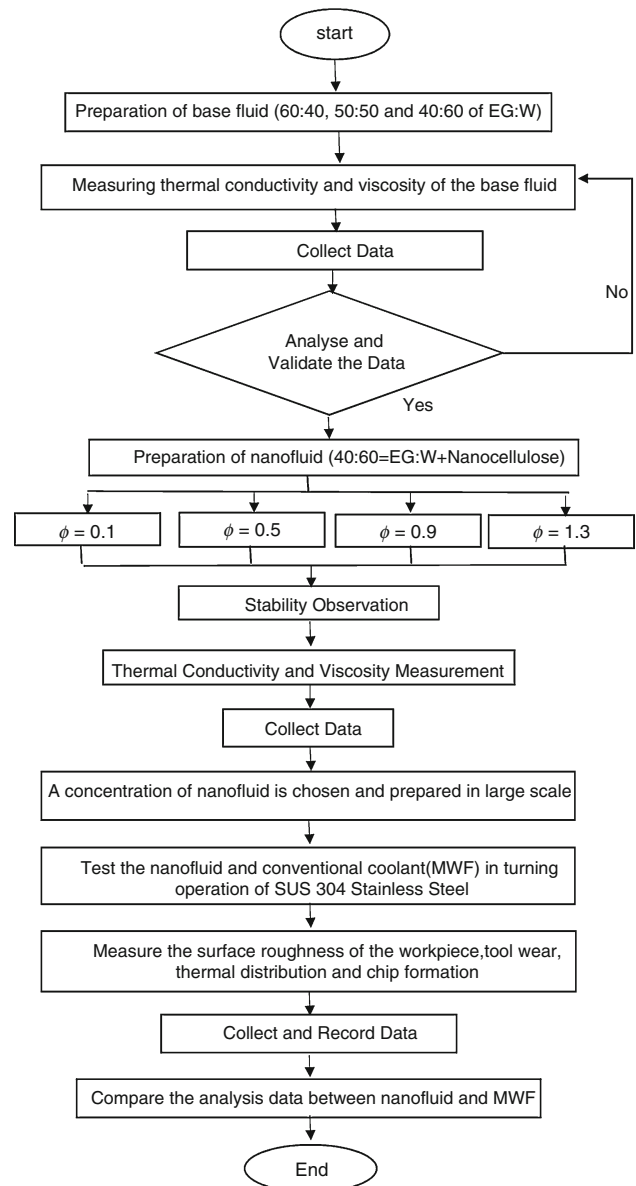 start
Preparation of base fluid (60:40, 50:50 and 40:60 of EG:W)
Measuring thermal conductivity and viscosity of the base fluid
Collect Data
No
Analyse and
Validate the Data
Yes
Preparation of nanofluid (40:60=EG:W+Nanocellulose)
ϕ = 0.1
ϕ = 0.5
ϕ = 0.9
ϕ = 1.3
Stability Observation
Thermal Conductivity and Viscosity Measurement
Collect Data
A concentration of nanofluid is chosen and prepared in large scale
Test the nanofluid and conventional coolant(MWF) in turning
operation of SUS 304 Stainless Steel
Measure the surface roughness of the workpiece,tool wear,
thermal distribution and chip formation
Collect and Record Data
Compare the analysis data between nanofluid and MWF
End